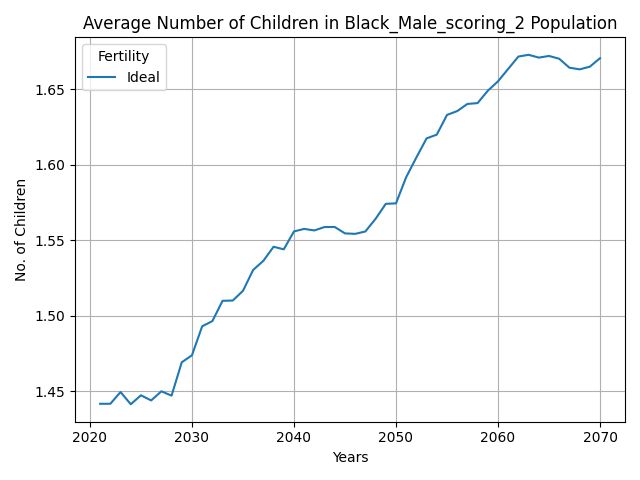 Average Number of Children in Black_Male_scoring_2 Population
Fertility
Ideal
No. of Children
1.65
1.60
1.55
1.50
1.45
2020 2030 2040 2050 2060 2070
Years